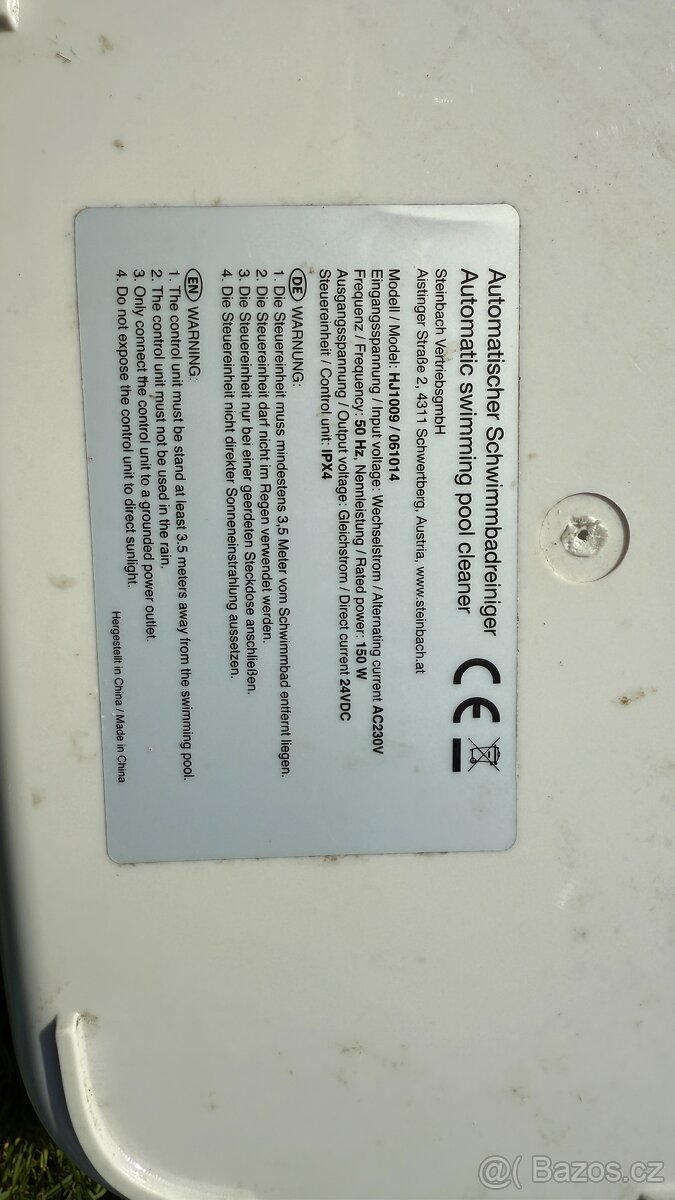 Automatischer Schwimmbadreiniger
Automatic swimming pool cleaner
CE
Steinbach VertriebsgmbH
Aistinger Straße 2, 4311 Schwertberg, Austria, www.steinbach.at
Modell / Model: HJ1009 / 061014
Eingangsspannung / Input voltage: Wechselstrom / Alternating current AC230V
Frequenz / Frequency: 50 Hz, Nennleistung / Rated power: 150 W
Ausgangsspannung / Output voltage: Gleichstrom / Direct current 24VDC
Steuereinheit / Control unit: IPX4
DE WARNUNG:
1. Die Steuereinheit muss mindestens 3,5 Meter vom Schwimmbad entfernt liegen.
2. Die Steuereinheit darf nicht im Regen verwendet werden.
3. Die Steuereinheit nur bei einer geerdeten Steckdose anschließen.
4. Die Steuereinheit nicht direkter Sonneneinstrahlung aussetzen.
EN WARNING:
1. The control unit must be stand at least 3.5 meters away from the swimming pool.
2. The control unit must not be used in the rain.
3. Only connect the control unit to a grounded power outlet.
4. Do not expose the control unit to direct sunlight.
Hergestellt in China / Made in China
@( Bazos.cz